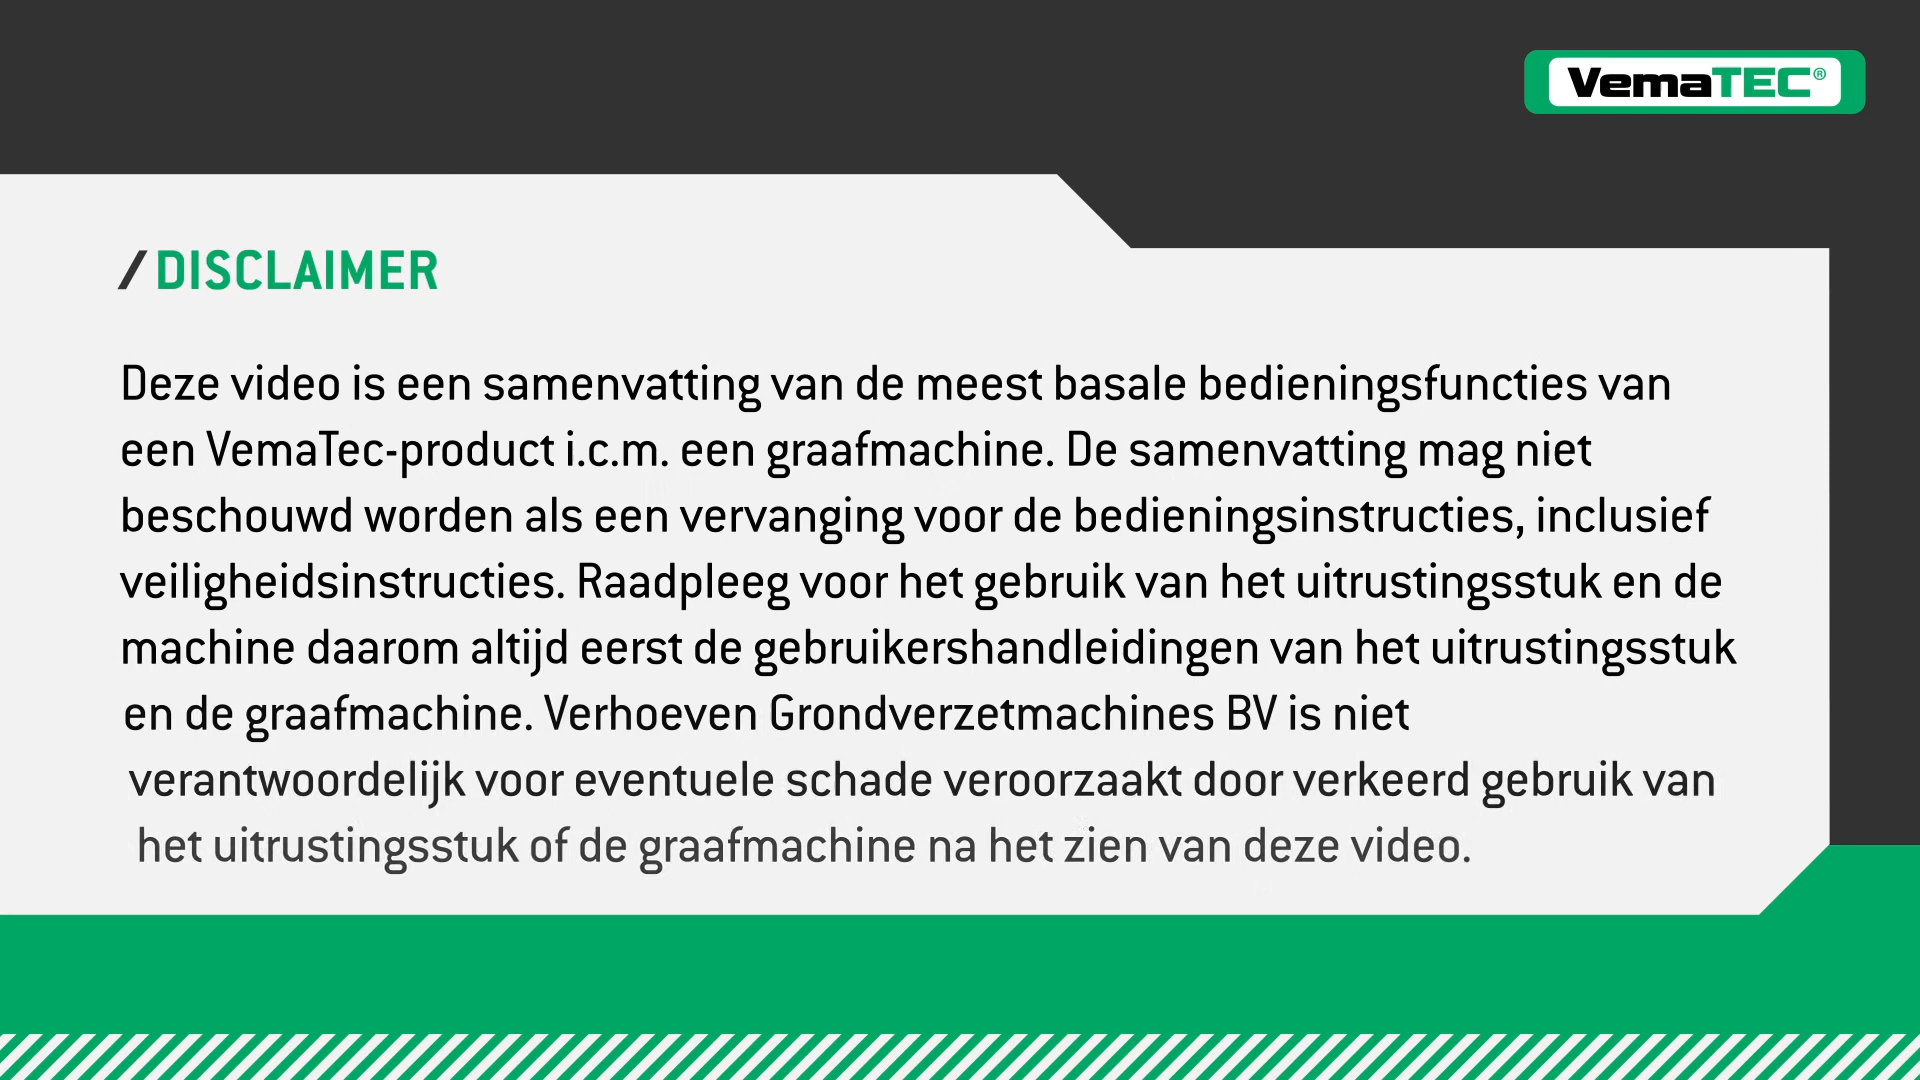 VemaTEC®
/DISCLAIMER
Deze video is een samenvatting van de meest basale bedieningsfuncties van
een VemaTec-product i.c.m. een graafmachine. De samenvatting mag niet
beschouwd worden als een vervanging voor de bedieningsinstructies, inclusief
veiligheidsinstructies. Raadpleeg voor het gebruik van het uitrustingsstuk en de
machine daarom altijd eerst de gebruikershandleidingen van het uitrustingsstuk
en de graafmachine. Verhoeven Grondverzetmachines BV is niet
verantwoordelijk voor eventuele schade veroorzaakt door verkeerd gebruik van
het uitrustingsstuk of de graafmachine na het zien van deze video.